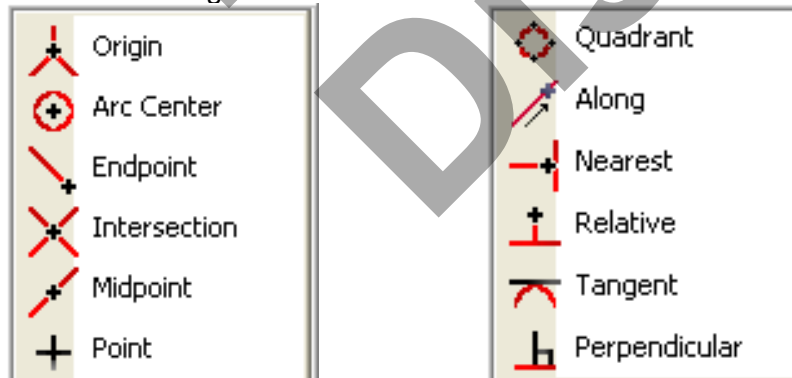 Origin
Arc Center
Endpoint
Intersection
Midpoint
Point
Quadrant
Along
Nearest
Relative
Tangent
Perpendicular